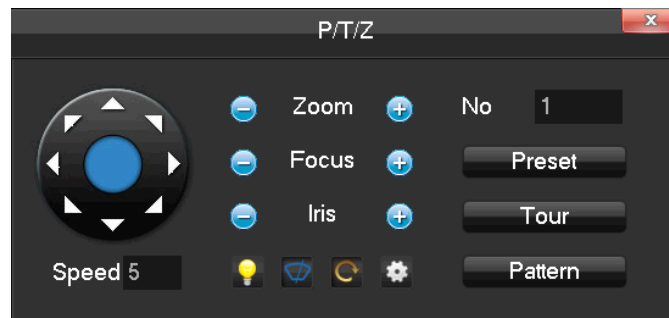 P/T/Z
Zoom No 1
Focus Preset
Iris Tour
Speed 5 Pattern